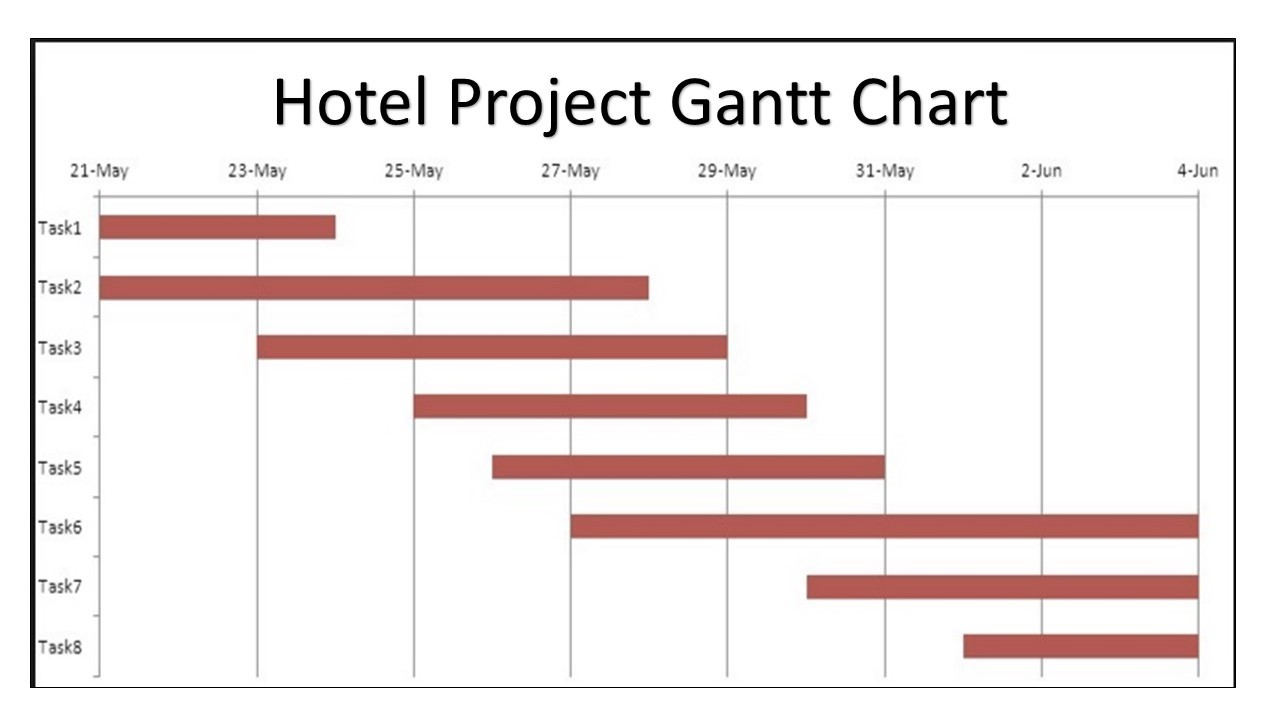 Hotel Project Gantt Chart
21-May 23-May 25-May 27-May 29-May 31-May 2-Jun 4-Jun
Task1
Task2
Task3
Task4
Task5
Task6
Task7
Task8